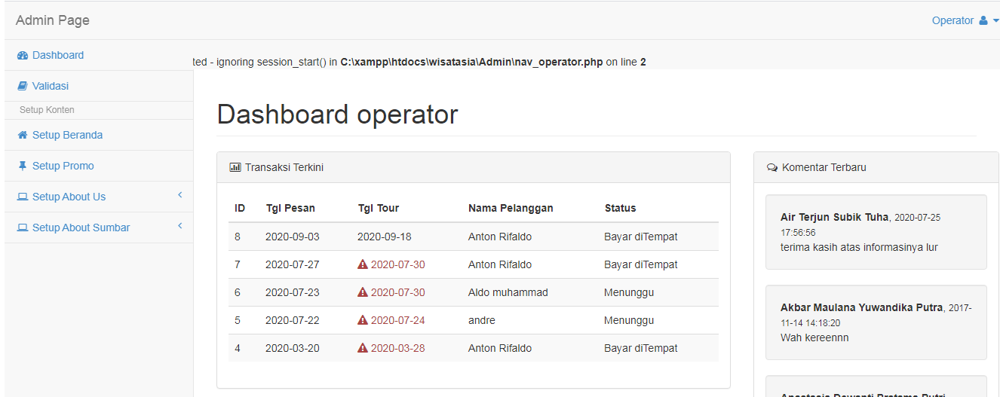 Admin Page
Operator
Dashboard
ted - ignoring session_start() in C:\xampp\htdocs\wisatasia\Admin\nav_operator.php on line 2
Validasi
Setup Konten
Setup Beranda
Setup Promo
Setup About Us
Setup About Sumbar
Dashboard operator
Transaksi Terkini
ID Tgl Pesan Tgl Tour Nama Pelanggan Status
8 2020-09-03 2020-09-18 Anton Rifaldo Bayar diTempat
7 2020-07-27 2020-07-30 Anton Rifaldo Bayar diTempat
6 2020-07-23 2020-07-30 Aldo muhammad Menunggu
5 2020-07-22 2020-07-24 andre Menunggu
4 2020-03-20 2020-03-28 Anton Rifaldo Bayar diTempat
Komentar Terbaru
Air Terjun Subik Tuha, 2020-07-25
17:56:56
terima kasih atas informasinya lur
Akbar Maulana Yuwandika Putra, 2017-
11-14 14:18:20
Wah kereennn